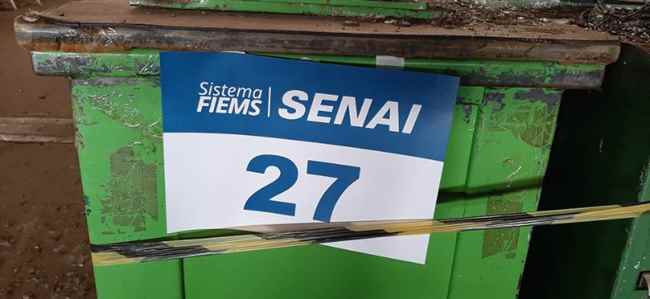 Sistema
FIEMS
SENAI
27